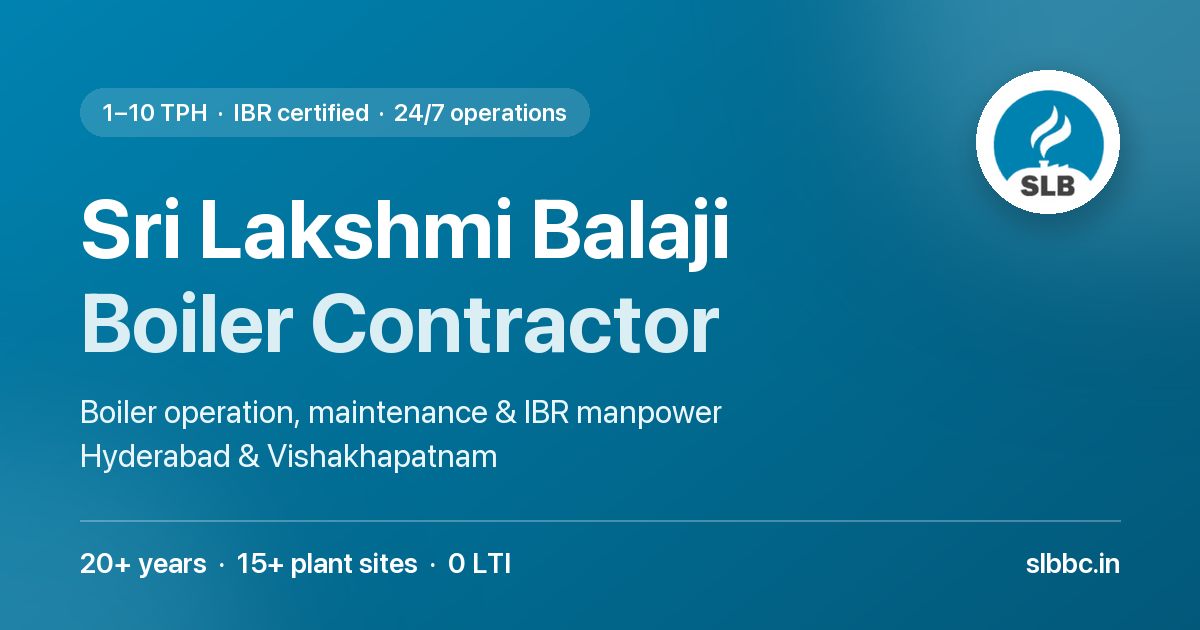 1–10 TPH · IBR certified · 24/7 operations
SLB
Sri Lakshmi Balaji
Boiler Contractor
Boiler operation, maintenance & IBR manpower
Hyderabad & Vishakhapatnam
20+ years · 15+ plant sites · 0 LTI
slbbc.in